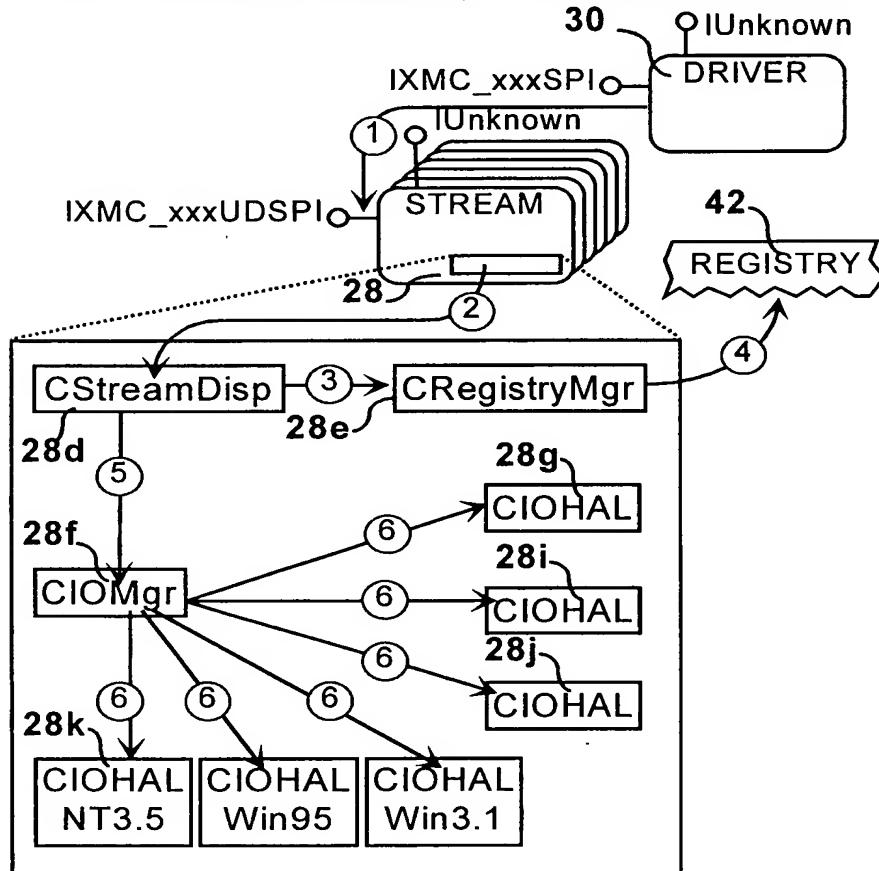 30
IUnknown
DRIVER
IXMC_xxxSPI
1
IUnknown
STREAM
IXMC_xxxUDSPI
42
REGISTRY
28
2
4
CStreamDisp
3
CRegistryMgr
28d
28e
5
28g
CIOHAL
6
28f
28i
CIOMgr
6
CIOHAL
28j
6
CIOHAL
28k
6
6
6
CIOHAL
NT3.5
CIOHAL
Win95
CIOHAL
Win3.1